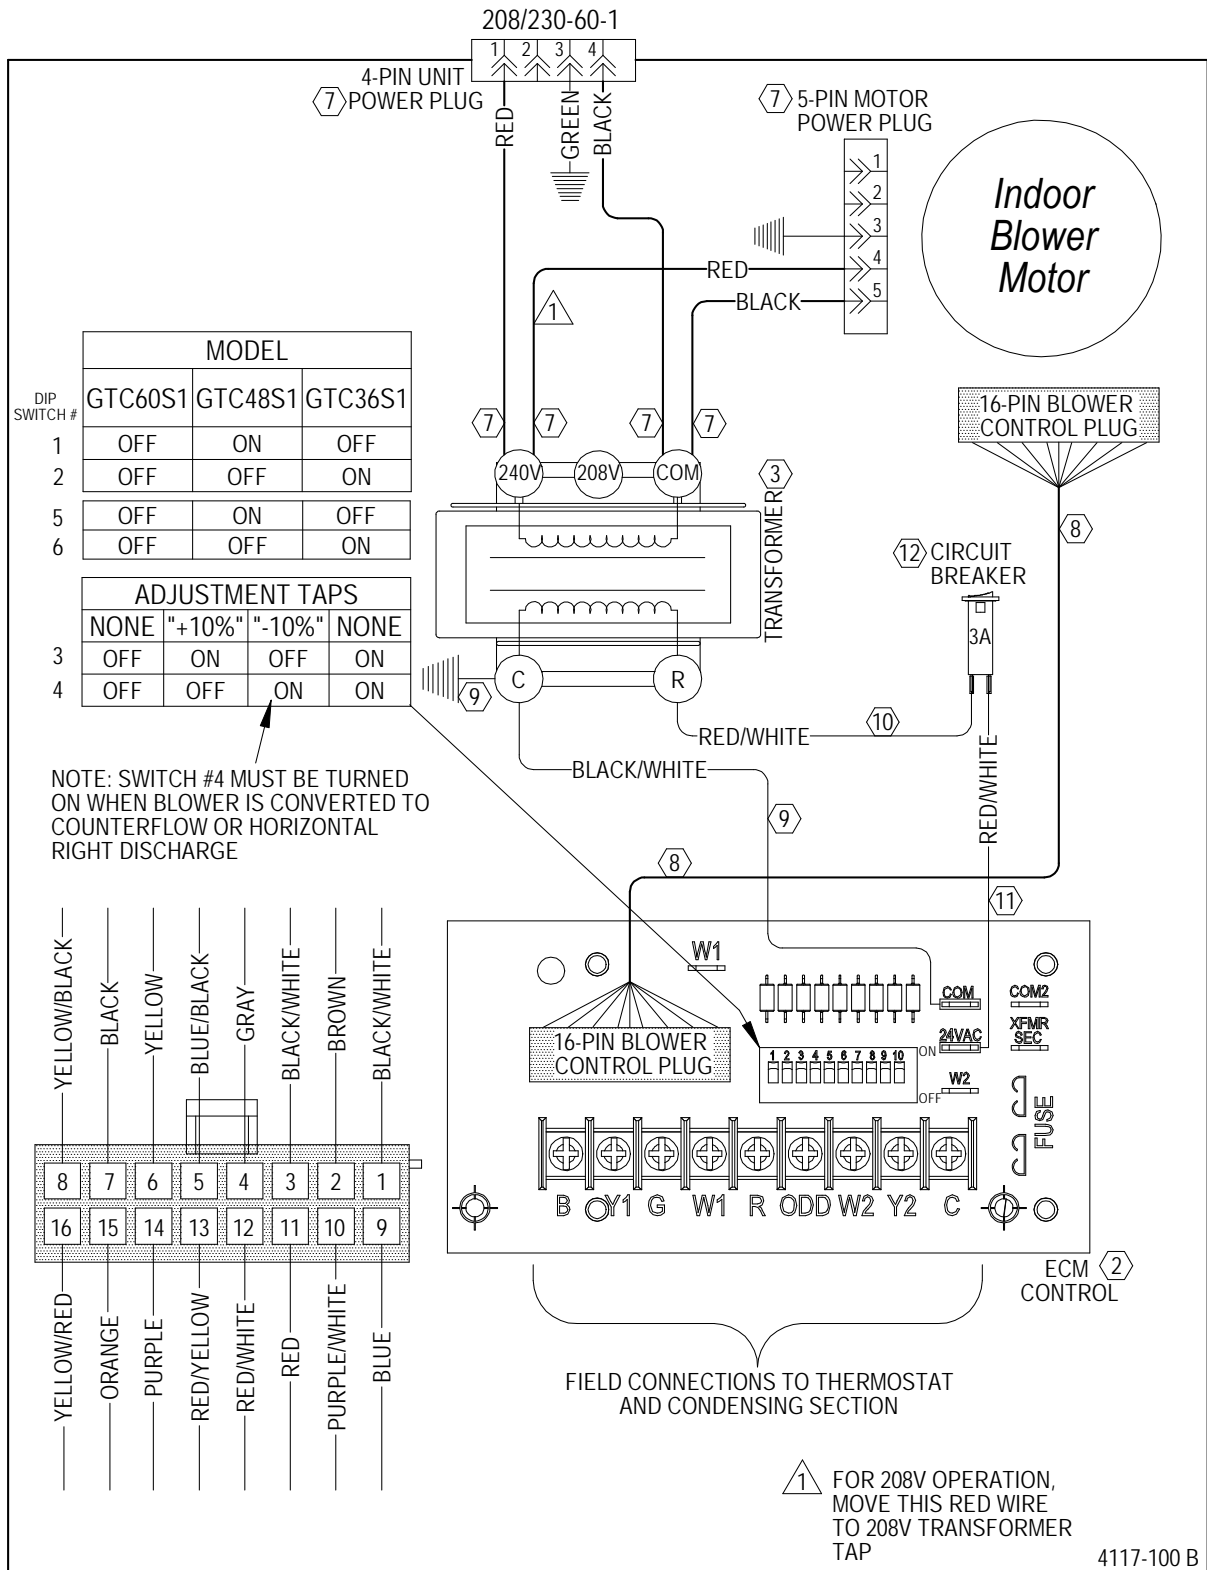 208/230-60-1
1 2 3 4
4-PIN UNIT
7 POWER PLUG
RED
GREEN
BLACK
7 5-PIN MOTOR
POWER PLUG
1
2
3
4
5
Indoor
Blower
Motor
RED
BLACK
1
MODEL
DIP
SWITCH #
GTC60S1 GTC48S1 GTC36S1
1 OFF ON OFF
2 OFF OFF ON
5 OFF ON OFF
6 OFF OFF ON
ADJUSTMENT TAPS
NONE "+10%" "-10%" NONE
3 OFF ON OFF ON
4 OFF OFF ON ON
NOTE: SWITCH #4 MUST BE TURNED
ON WHEN BLOWER IS CONVERTED TO
COUNTERFLOW OR HORIZONTAL
RIGHT DISCHARGE
7 7 7 7
240V 208V COM
TRANSFORMER 3
C R
9
RED/WHITE 10
BLACK/WHITE
9
16-PIN BLOWER
CONTROL PLUG
8
12 CIRCUIT
BREAKER
3A
RED/WHITE
11
8
YELLOW/BLACK
BLACK
YELLOW
BLUE/BLACK
GRAY
BLACK/WHITE
BROWN
BLACK/WHITE
8 7 6 5 4 3 2 1
16 15 14 13 12 11 10 9
YELLOW/RED
ORANGE
PURPLE
RED/YELLOW
RED/WHITE
RED
PURPLE/WHITE
BLUE
W1
16-PIN BLOWER
CONTROL PLUG
COM
COM2
24VAC
XFMR
SEC
1 2 3 4 5 6 7 8 9 10
ON
OFF
W2
FUSE
B Y1 G W1 R ODD W2 Y2 C
ECM 2
CONTROL
FIELD CONNECTIONS TO THERMOSTAT
AND CONDENSING SECTION
1 FOR 208V OPERATION,
MOVE THIS RED WIRE
TO 208V TRANSFORMER
TAP
4117-100 B